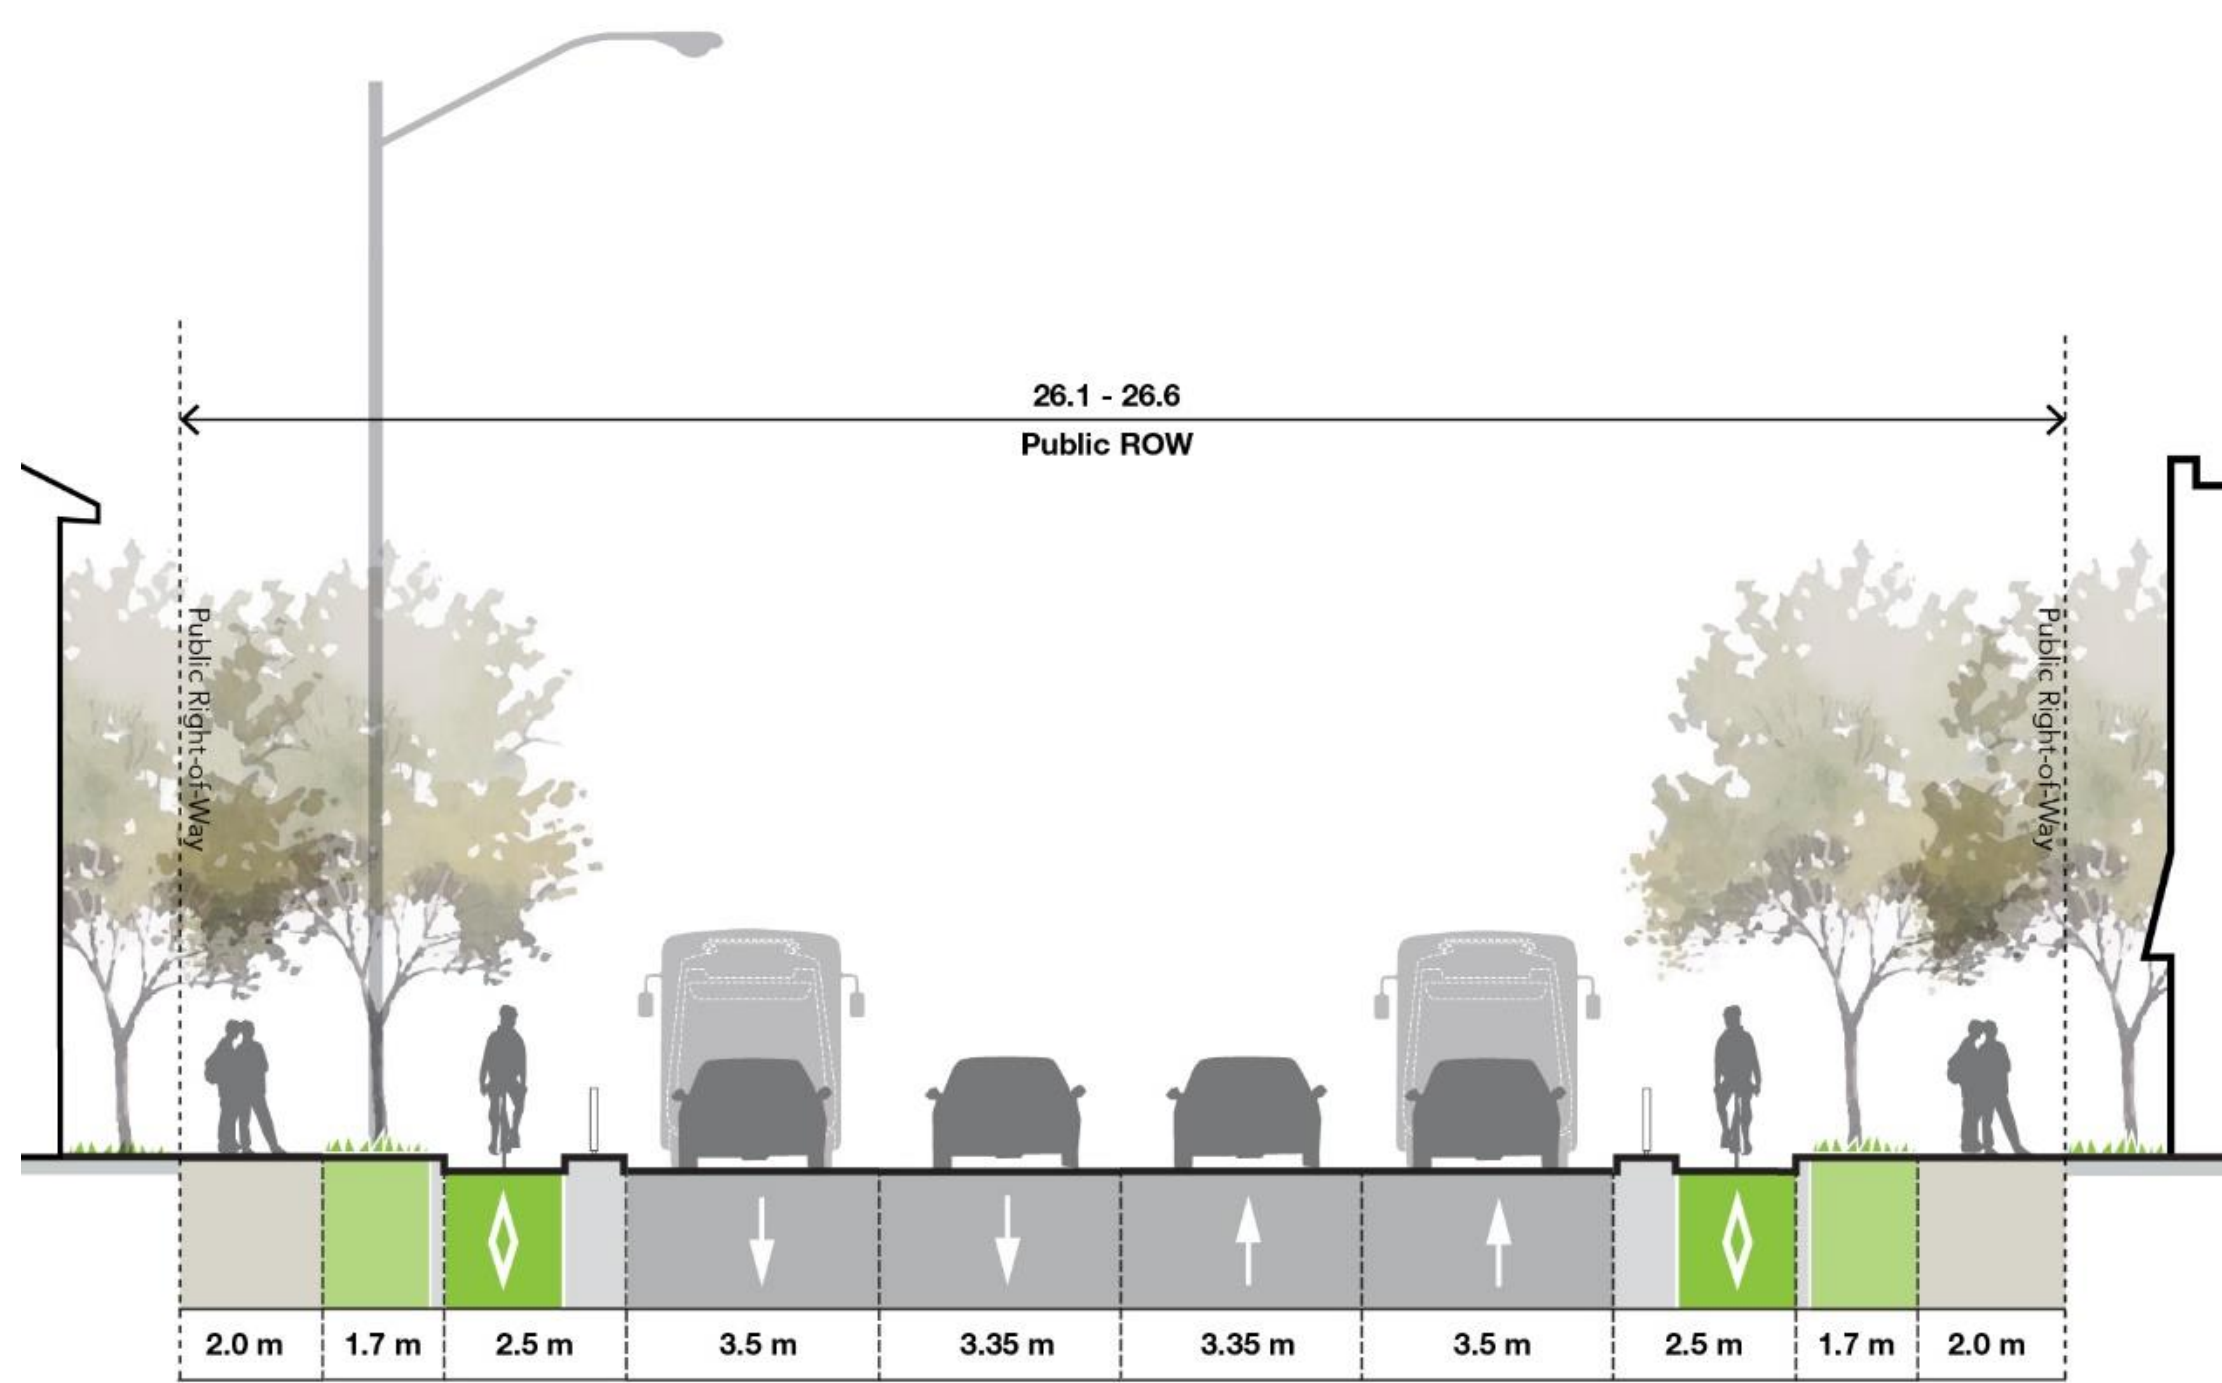 26.1 - 26.6
Public ROW
Public Right-of-Way
Public Right-of-Way
2.0 m 1.7 m 2.5 m 3.5 m 3.35 m 3.35 m 3.5 m 2.5 m 1.7 m 2.0 m